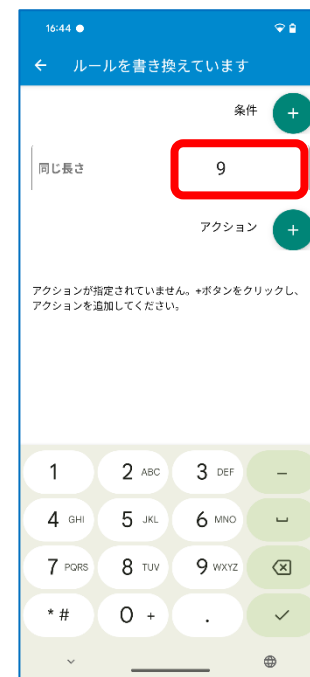 16:44
← ルールを書き換えています
条件 +
同じ長さ 9
アクション +
アクションが指定されていません。+ボタンをクリックし、
アクションを追加してください。
1 2 ABC 3 DEF –
4 GHI 5 JKL 6 MNO ␣
7 PQRS 8 TUV 9 WXYZ
* # 0 + .